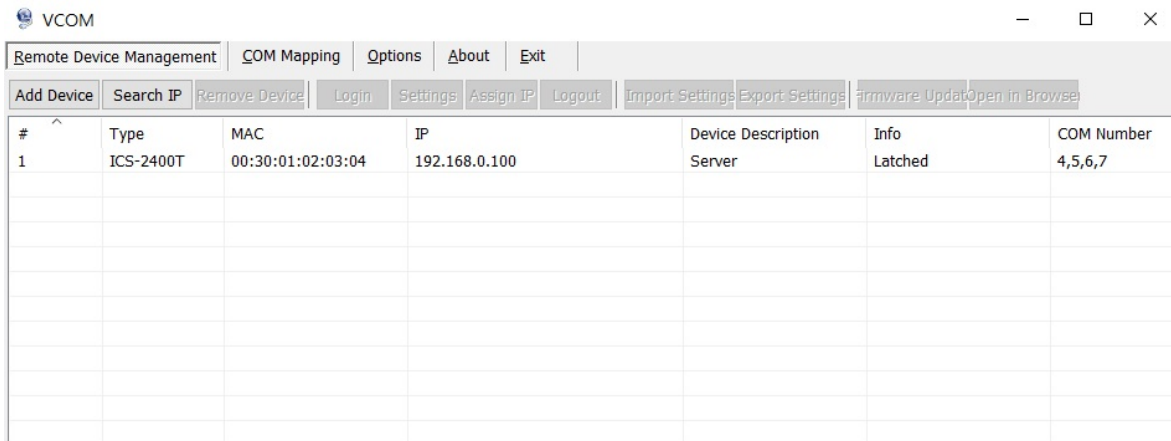 VCOM
Remote Device Management COM Mapping Options About Exit
Add Device Search IP Remove Device Login Settings Assign IP Logout Import Settings Export Settings Firmware Updat Open in Browser
# Type MAC IP Device Description Info COM Number
1 ICS-2400T 00:30:01:02:03:04 192.168.0.100 Server Latched 4,5,6,7